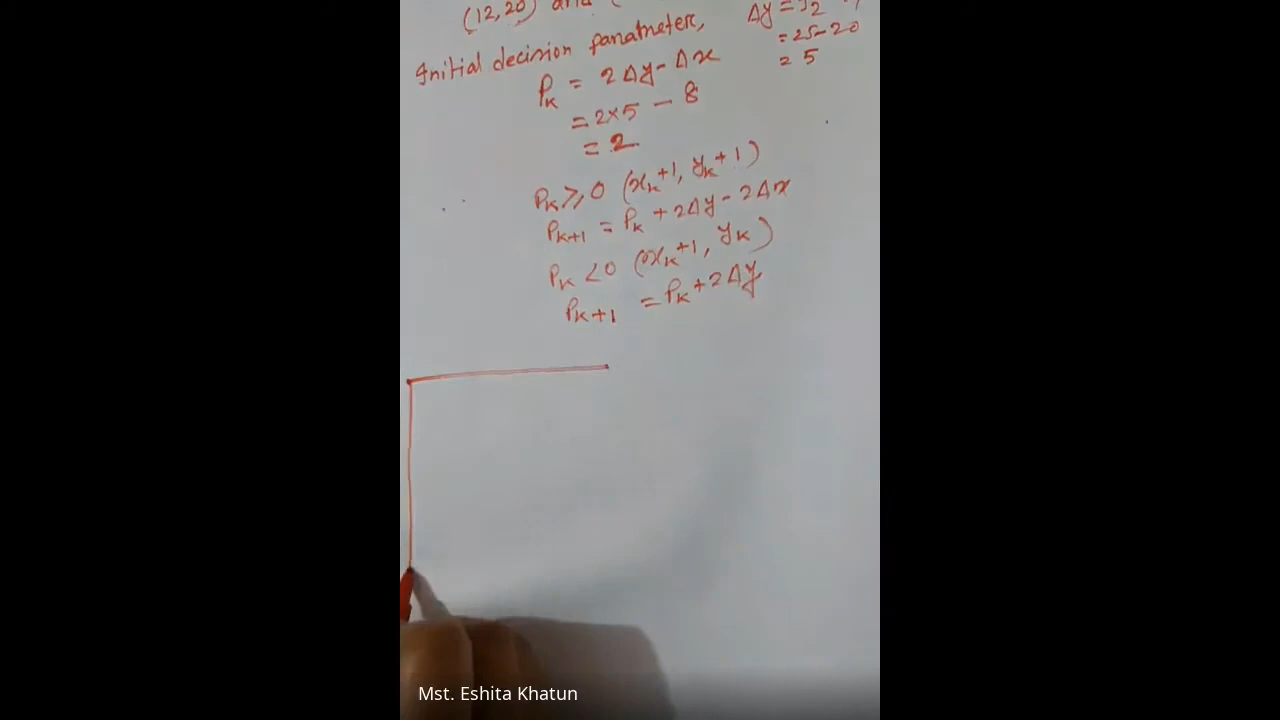 (12,20) and (
Δy = y2
= 25-20
= 5
Initial decision panatmeter,
Pk = 2Δy - Δx
= 2×5 - 8
= 2
Pk ≥ 0 (xk+1, yk+1)
Pk+1 = Pk + 2Δy - 2Δx
Pk < 0 (xk+1, yk)
Pk+1 = Pk + 2Δy
Mst. Eshita Khatun